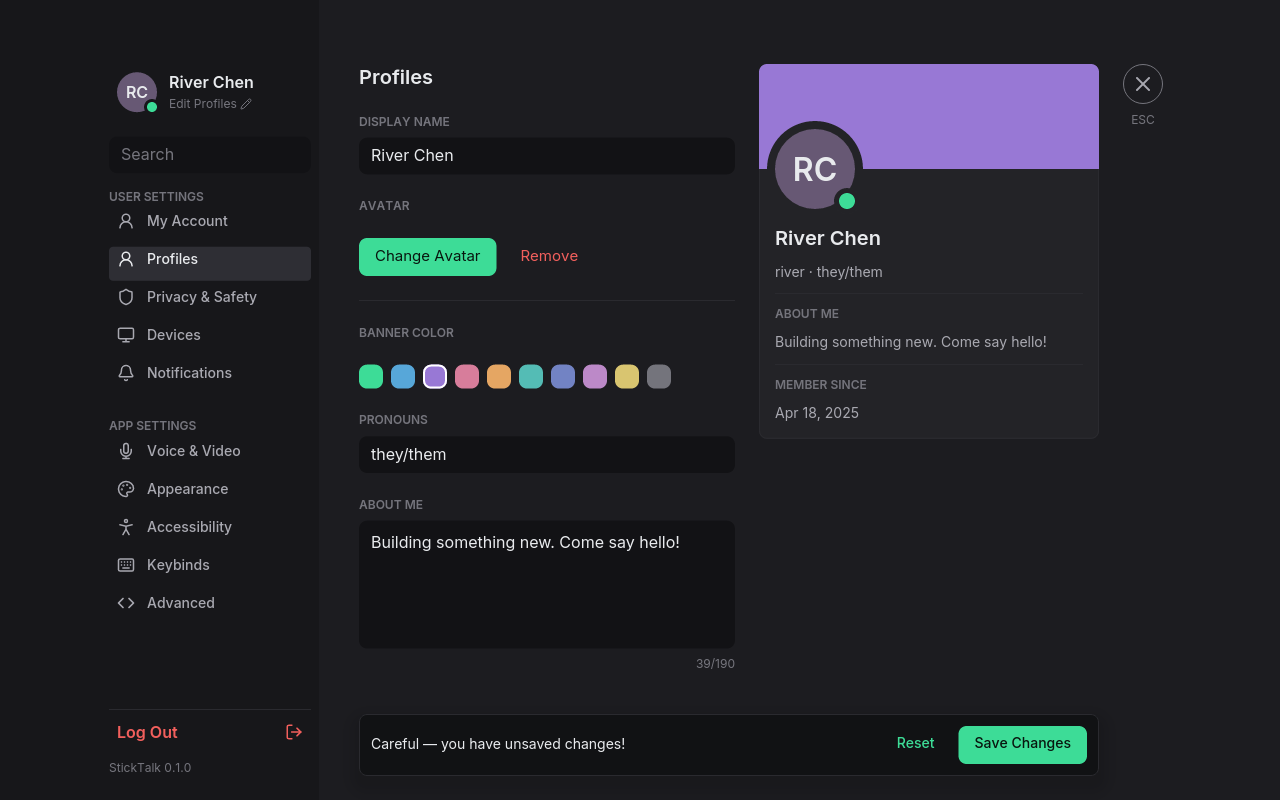 RC
River Chen
Edit Profiles
Search
USER SETTINGS
My Account
Profiles
Privacy & Safety
Devices
Notifications
APP SETTINGS
Voice & Video
Appearance
Accessibility
Keybinds
Advanced
Log Out
StickTalk 0.1.0
Profiles
DISPLAY NAME
River Chen
AVATAR
Change Avatar
Remove
BANNER COLOR
PRONOUNS
they/them
ABOUT ME
Building something new. Come say hello!
39/190
RC
River Chen
river · they/them
ABOUT ME
Building something new. Come say hello!
MEMBER SINCE
Apr 18, 2025
ESC
Careful — you have unsaved changes!
Reset
Save Changes